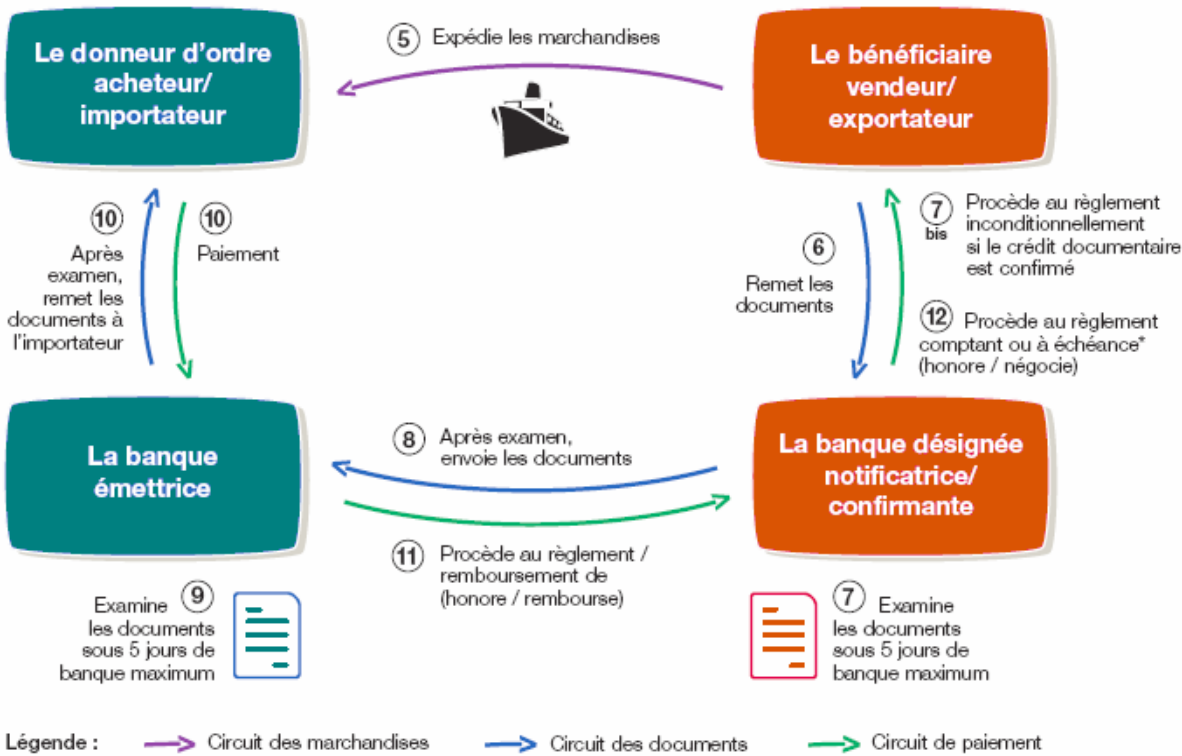 Le donneur d'ordre
acheteur/
importateur
5 Expédie les marchandises
Le bénéficiaire
vendeur/
exportateur
10
Après
examen,
remet les
documents à
l'importateur
10
Paiement
6
Remet les
documents
7
bis
Procède au règlement
inconditionnellement
si le crédit documentaire
est confirmé
12 Procède au règlement
comptant ou à échéance*
(honore / négocie)
La banque
émettrice
8 Après examen,
envoie les documents
La banque désignée
notificatrice/
confirmante
11 Procède au règlement /
remboursement de
(honore / rembourse)
Examine 9
les documents
sous 5 jours de
banque maximum
7 Examine
les documents
sous 5 jours de
banque maximum
Légende : Circuit des marchandises Circuit des documents Circuit de paiement